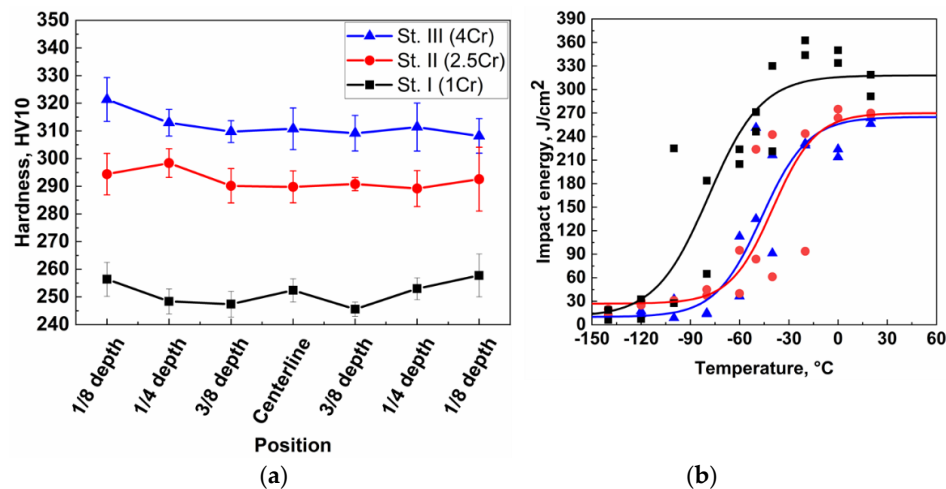 Hardness, HV10
350
340
330
320
310
300
290
280
270
260
250
240
St. III (4Cr)
St. II (2.5Cr)
St. I (1Cr)
1/8 depth
1/4 depth
3/8 depth
Centerline
3/8 depth
1/4 depth
1/8 depth
Position
(a)
Impact energy, J/cm2
390
360
330
300
270
240
210
180
150
120
90
60
30
0
-150 -120 -90 -60 -30 0 30 60
Temperature, °C
(b)